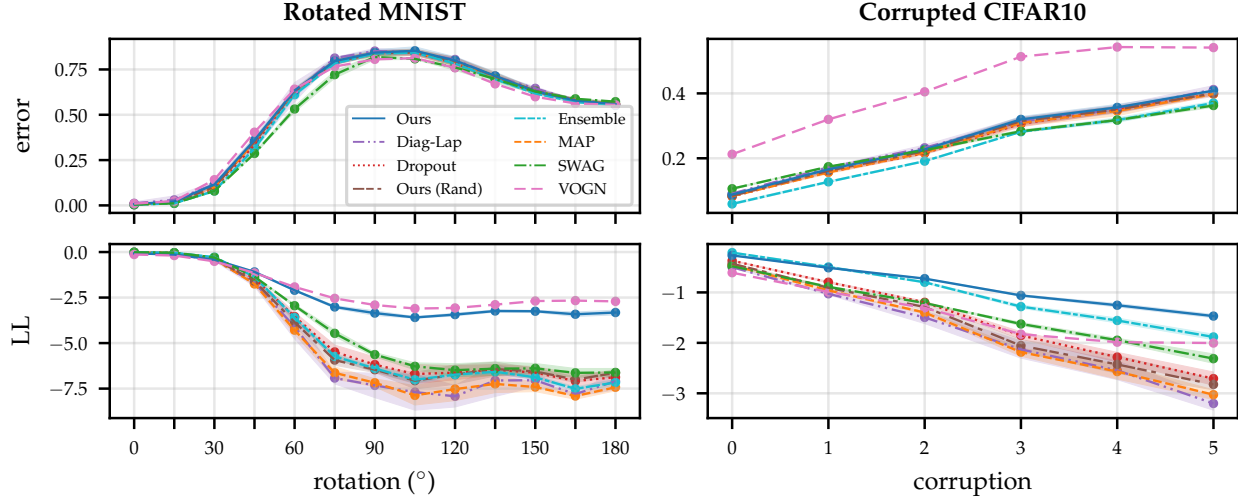 Rotated MNIST
Corrupted CIFAR10
error
0.75
0.50
0.25
0.00
Ours
Diag-Lap
Dropout
Ours (Rand)
Ensemble
MAP
SWAG
VOGN
0.4
0.2
LL
0.0
−2.5
−5.0
−7.5
0 30 60 90 120 150 180
rotation (°)
−1
−2
−3
0 1 2 3 4 5
corruption